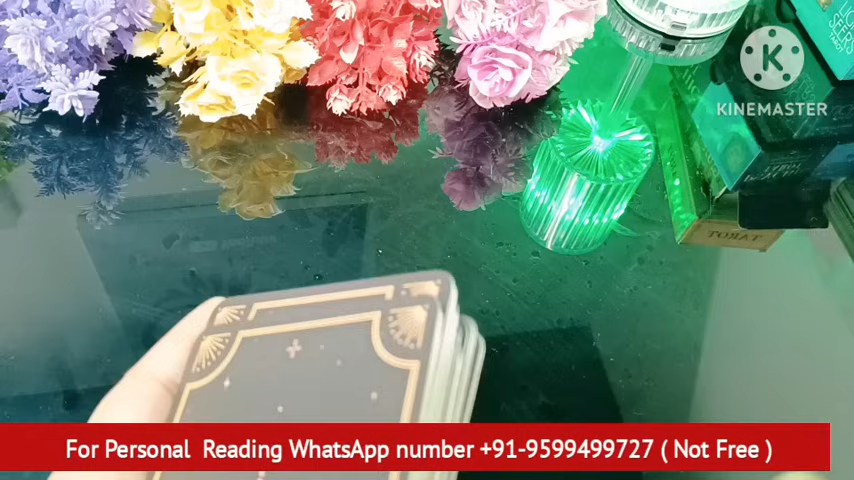 K
KINEMASTER
TAROT
For Personal Reading WhatsApp number +91-9599499727 ( Not Free )